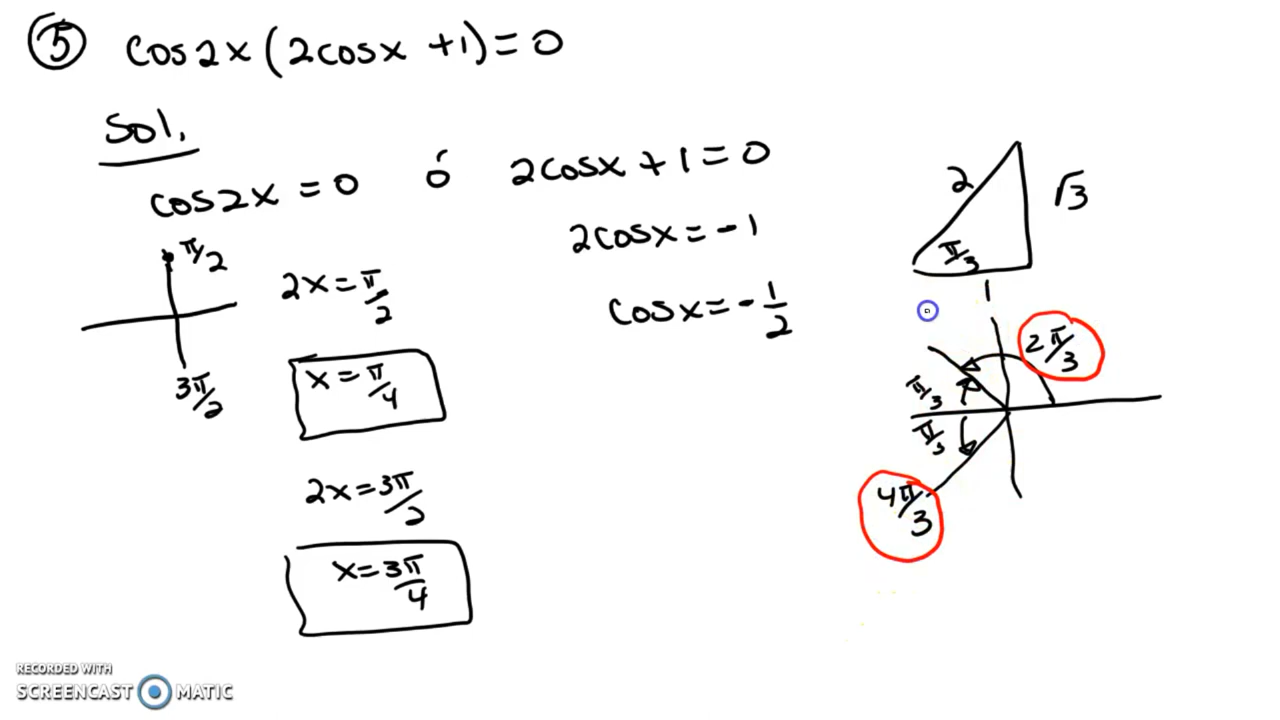 5 cos2x(2cosx +1)=0
Sol.
cos2x = 0 ó 2cosx + 1 = 0
2cosx = -1
cosx = -1/2
π/2
3π/2
2x = π/2
x = π/4
2x = 3π/2
x = 3π/4
2
√3
π/3
1
2π/3
π/3
π/3
4π/3
RECORDED WITH
SCREENCAST MATIC